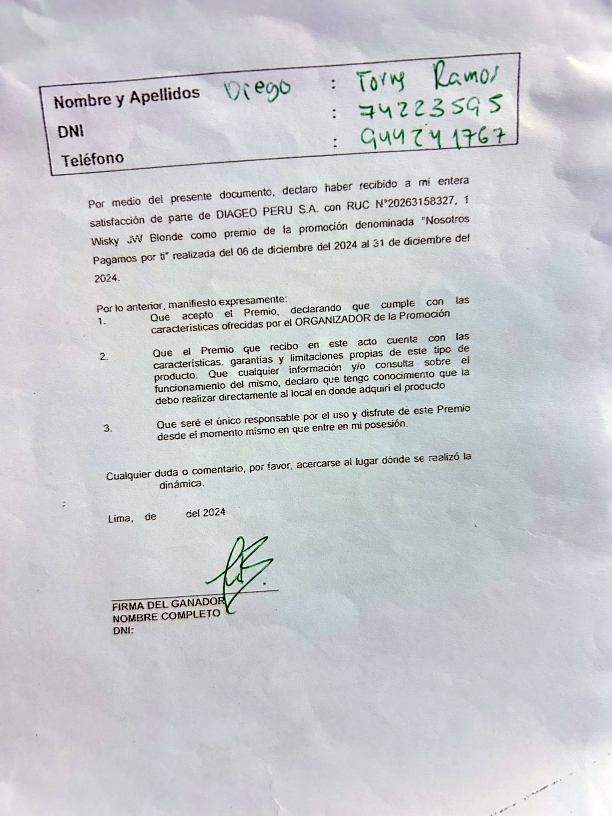 Nombre y Apellidos Diego : Torres Ramos
DNI : 74223595
Teléfono : 944241767
Por medio del presente documento, declaro haber recibido a mi entera
satisfacción de parte de DIAGEO PERU S.A. con RUC N°20263158327, 1
Wisky JW Blonde como premio de la promoción denominada "Nosotros
Pagamos por ti" realizada del 06 de diciembre del 2024 al 31 de diciembre del
2024.
Por lo anterior, manifiesto expresamente:
1. Que acepto el Premio, declarando que cumple con las
características ofrecidas por el ORGANIZADOR de la Promoción
2. Que el Premio que recibo en este acto cuenta con las
características, garantías y limitaciones propias de este tipo de
producto. Que cualquier información y/o consulta sobre el
funcionamiento del mismo, declaro que tengo conocimiento que la
debo realizar directamente al local en donde adquirí el producto
3. Que seré el único responsable por el uso y disfrute de este Premio
desde el momento mismo en que entre en mi posesión.
Cualquier duda o comentario, por favor, acercarse al lugar dónde se realizó la
dinámica.
Lima, de del 2024
FIRMA DEL GANADOR
NOMBRE COMPLETO
DNI: